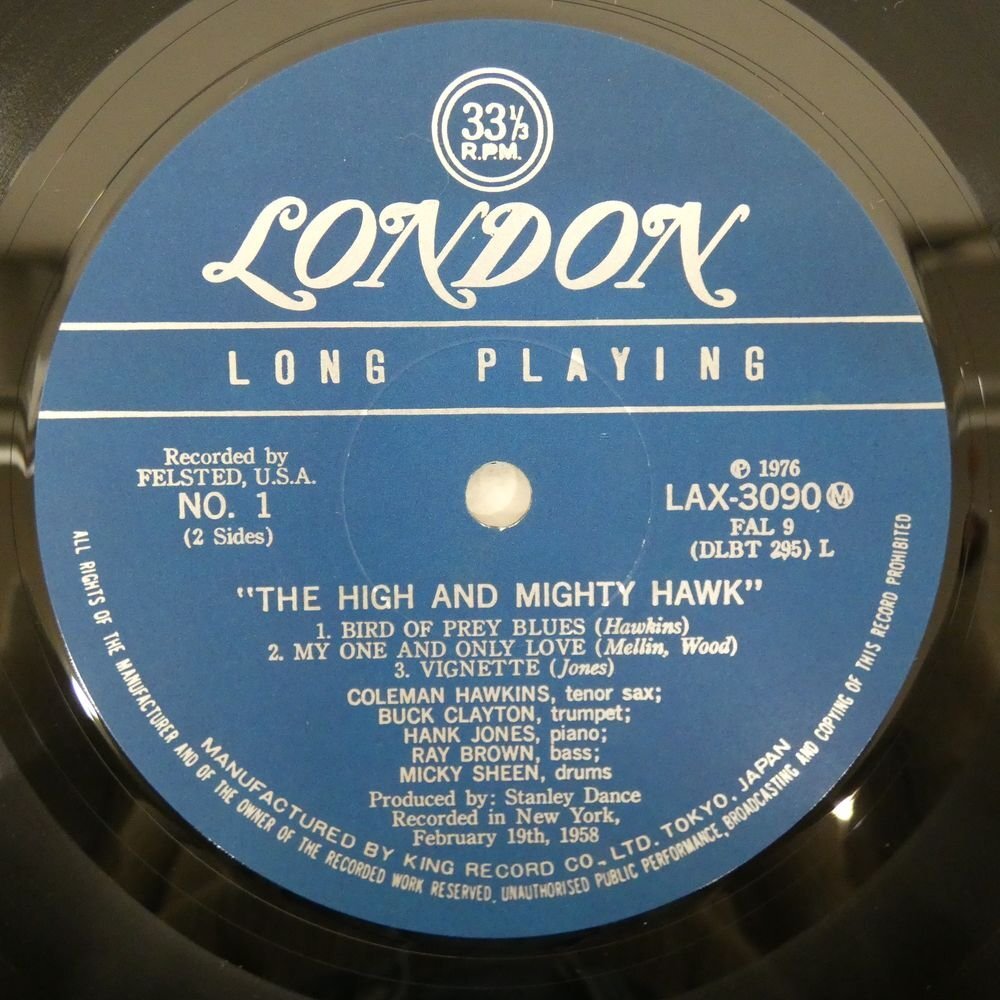 33⅓
R.P.M.
LONDON
LONG PLAYING
Recorded by
FELSTED, U.S.A.
NO. 1
(2 Sides)
℗ 1976
LAX-3090 Ⓜ
FAL 9
(DLBT 295) L
"THE HIGH AND MIGHTY HAWK"
1. BIRD OF PREY BLUES (Hawkins)
2. MY ONE AND ONLY LOVE (Mellin, Wood)
3. VIGNETTE (Jones)
COLEMAN HAWKINS, tenor sax;
BUCK CLAYTON, trumpet;
HANK JONES, piano;
RAY BROWN, bass;
MICKY SHEEN, drums
Produced by: Stanley Dance
Recorded in New York,
February 19th, 1958
MANUFACTURED BY KING RECORD CO., LTD. TOKYO. JAPAN
ALL RIGHTS OF THE MANUFACTURER AND OF THE OWNER OF THE RECORDED WORK RESERVED. UNAUTHORISED PUBLIC PERFORMANCE, BROADCASTING AND COPYING OF THIS RECORD PROHIBITED